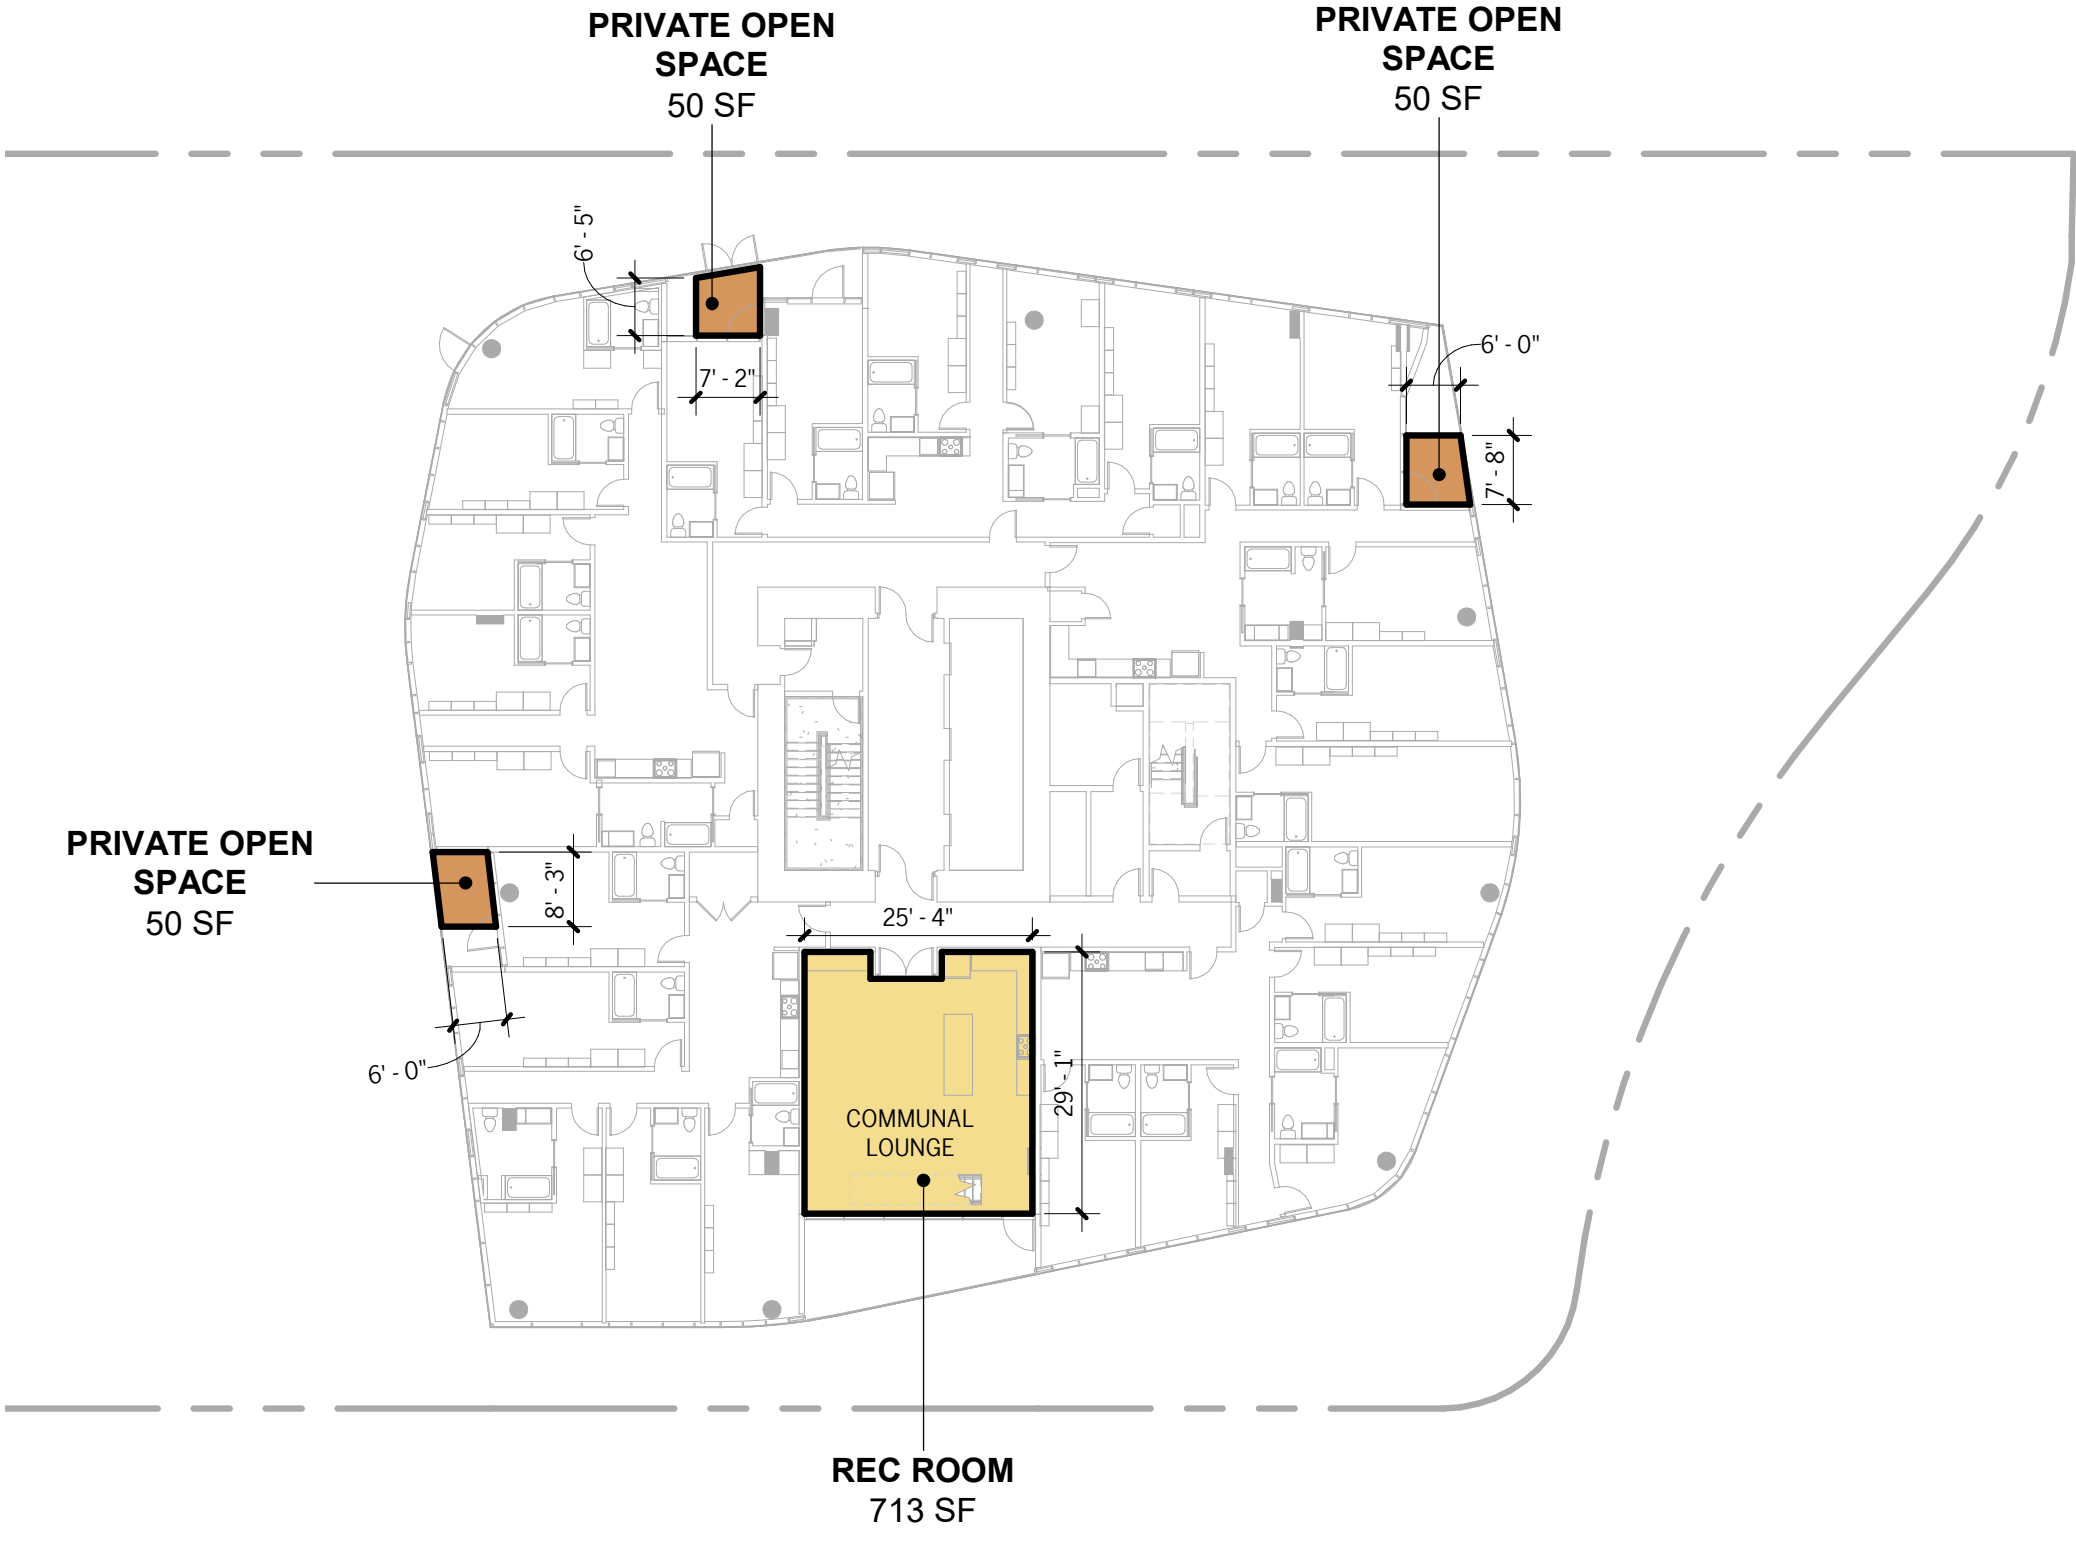 PRIVATE OPEN
SPACE
50 SF
PRIVATE OPEN
SPACE
50 SF
6' - 5"
7' - 2"
6' - 0"
7' - 8"
PRIVATE OPEN
SPACE
50 SF
8' - 3"
6' - 0"
25' - 4"
29' - 1"
COMMUNAL
LOUNGE
REC ROOM
713 SF